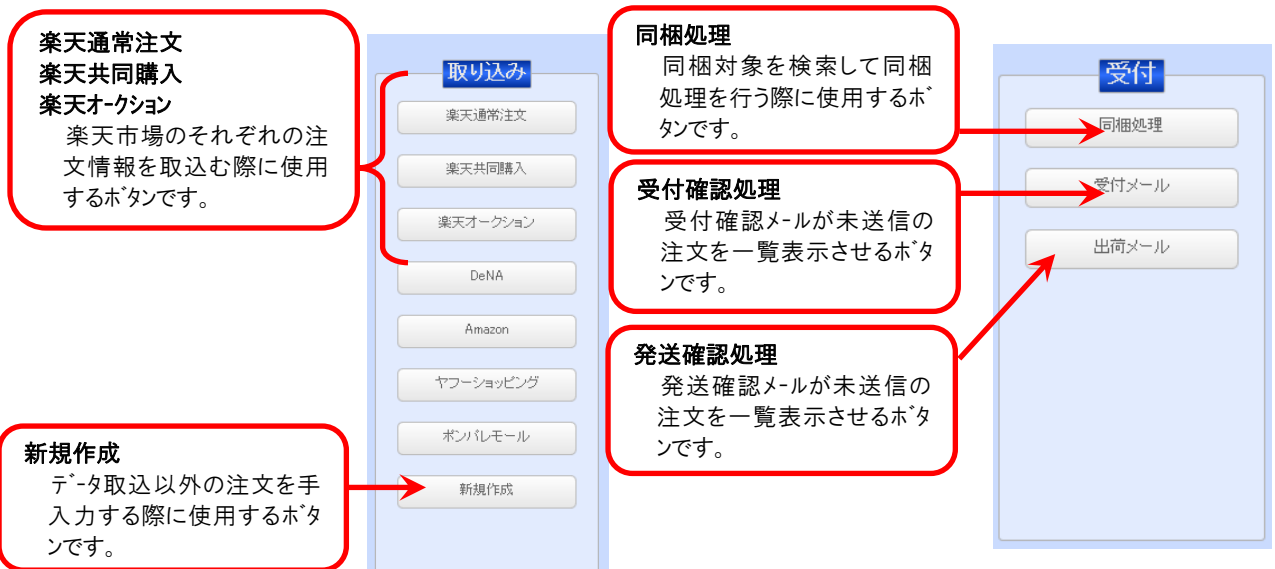 楽天通常注文
楽天共同購入
楽天オークション
楽天市場のそれぞれの注
文情報を取込む際に使用
するボタンです。
新規作成
データ取込以外の注文を手
入力する際に使用するボタ
ンです。
取り込み
楽天通常注文
楽天共同購入
楽天オークション
DeNA
Amazon
ヤフーショッピング
ポンパレモール
新規作成
同梱処理
同梱対象を検索して同梱
処理を行う際に使用するボ
タンです。
受付確認処理
受付確認メールが未送信の
注文を一覧表示させるボタ
ンです。
発送確認処理
発送確認メールが未送信の
注文を一覧表示させるボタ
ンです。
受付
同梱処理
受付メール
出荷メール